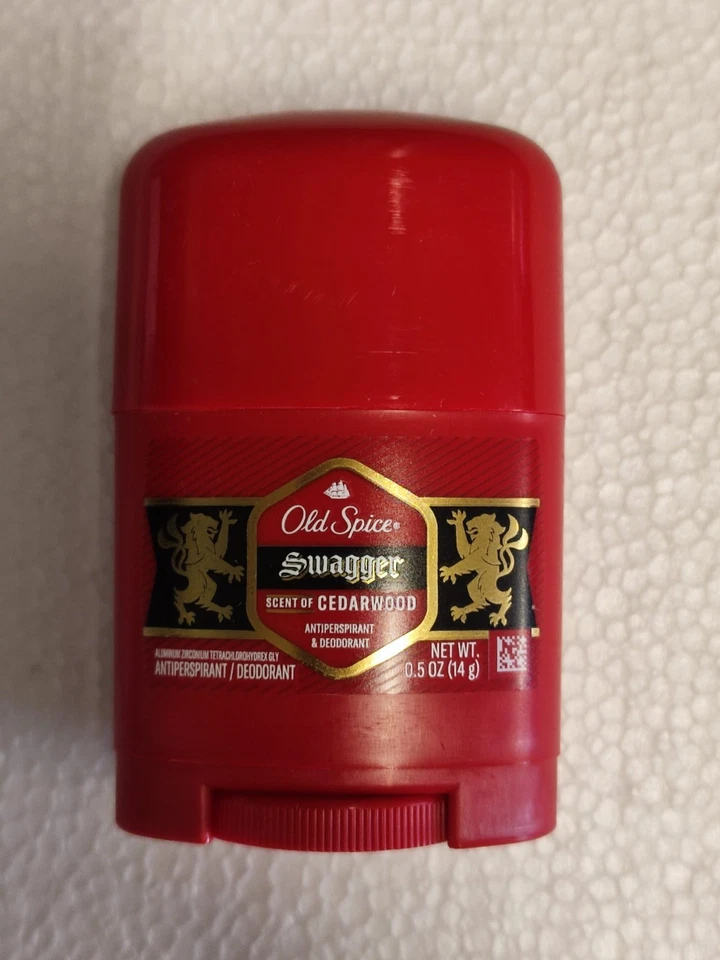 Old Spice®
Swagger
SCENT OF CEDARWOOD
ANTIPERSPIRANT
& DEODORANT
ALUMINUM ZIRCONIUM TETRACHLOROHYDREX GLY
ANTIPERSPIRANT / DEODORANT
NET WT.
0.5 OZ (14 g)